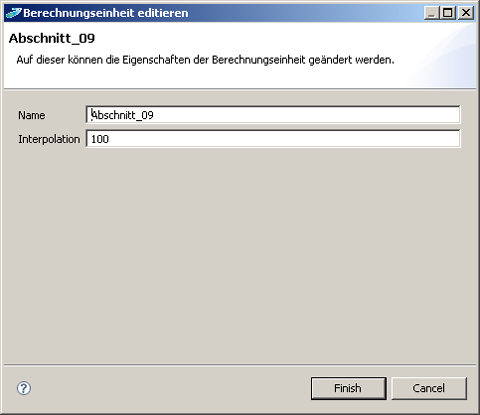 Berechnungseinheit editieren
Abschnitt_09
Auf dieser können die Eigenschaften der Berechnungseinheit geändert werden.
Name Abschnitt_09
Interpolation 100
? Finish Cancel